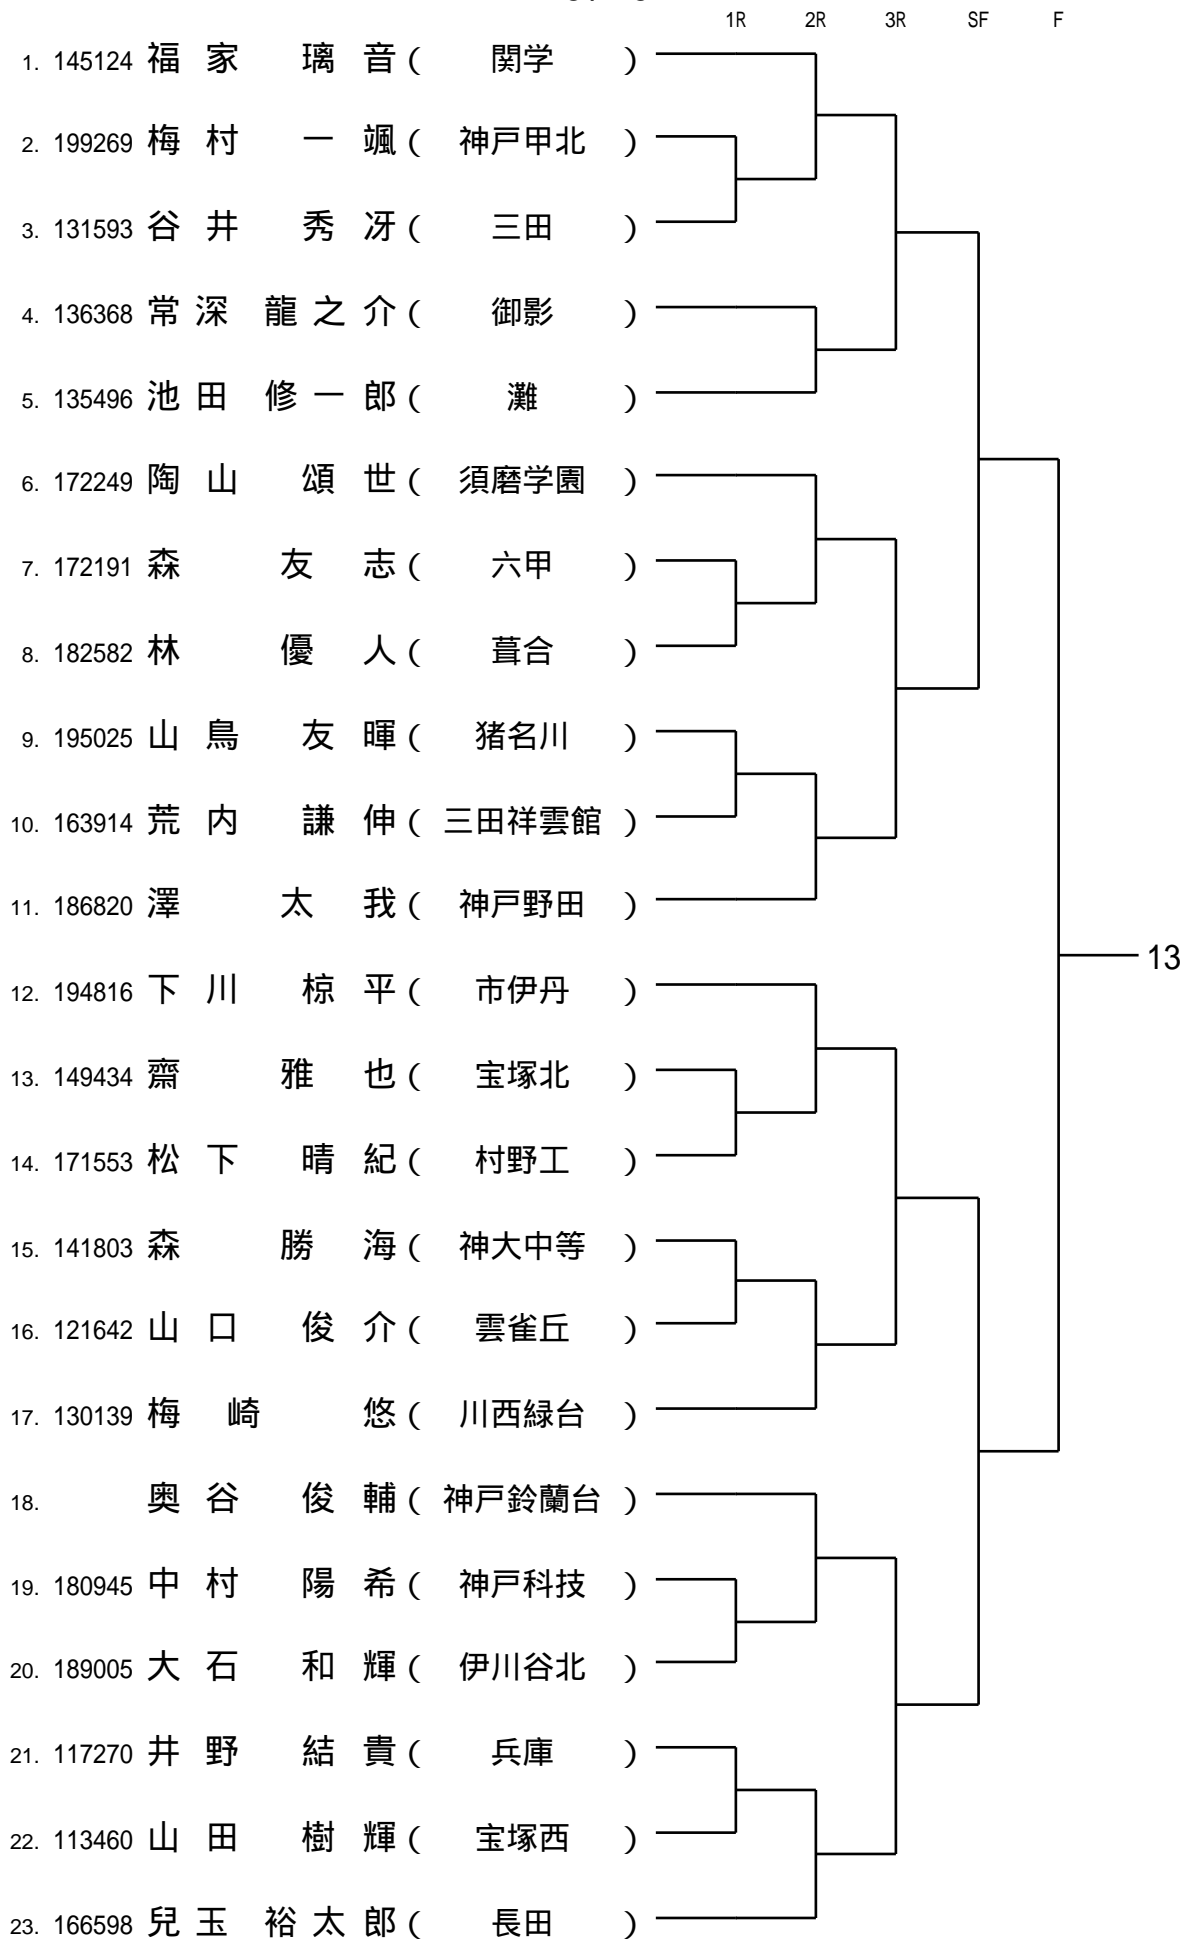 1R 2R 3R SF F
1. 145124 福家 璃音 ( 関学 )
2. 199269 梅村 一颯 ( 神戸甲北 )
3. 131593 谷井 秀冴 ( 三田 )
4. 136368 常深 龍之介 ( 御影 )
5. 135496 池田 修一郎 ( 灘 )
6. 172249 陶山 頌世 ( 須磨学園 )
7. 172191 森 友志 ( 六甲 )
8. 182582 林 優人 ( 葺合 )
9. 195025 山鳥 友暉 ( 猪名川 )
10. 163914 荒内 謙伸 ( 三田祥雲館 )
11. 186820 澤 太我 ( 神戸野田 )
13
12. 194816 下川 椋平 ( 市伊丹 )
13. 149434 齋 雅也 ( 宝塚北 )
14. 171553 松下 晴紀 ( 村野工 )
15. 141803 森 勝海 ( 神大中等 )
16. 121642 山口 俊介 ( 雲雀丘 )
17. 130139 梅崎 悠 ( 川西緑台 )
18. 奥谷 俊輔 ( 神戸鈴蘭台 )
19. 180945 中村 陽希 ( 神戸科技 )
20. 189005 大石 和輝 ( 伊川谷北 )
21. 117270 井野 結貴 ( 兵庫 )
22. 113460 山田 樹輝 ( 宝塚西 )
23. 166598 兒玉 裕太郎 ( 長田 )